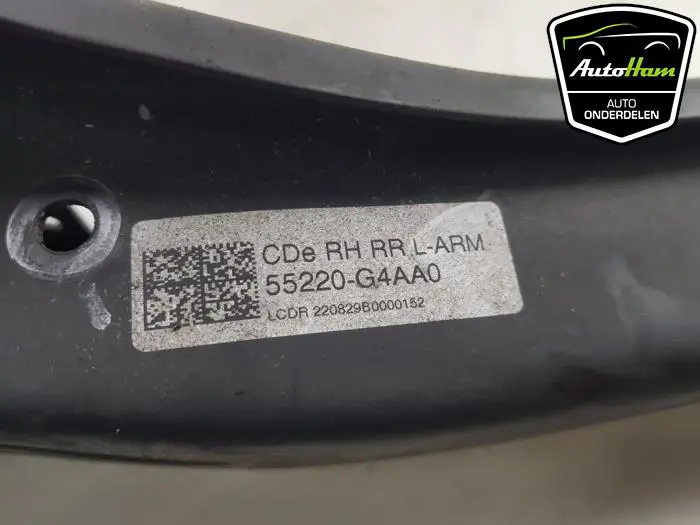 AutoHam
AUTO
ONDERDELEN
CDe RH RR L-ARM
55220-G4AA0
LCDR 220829B0000152